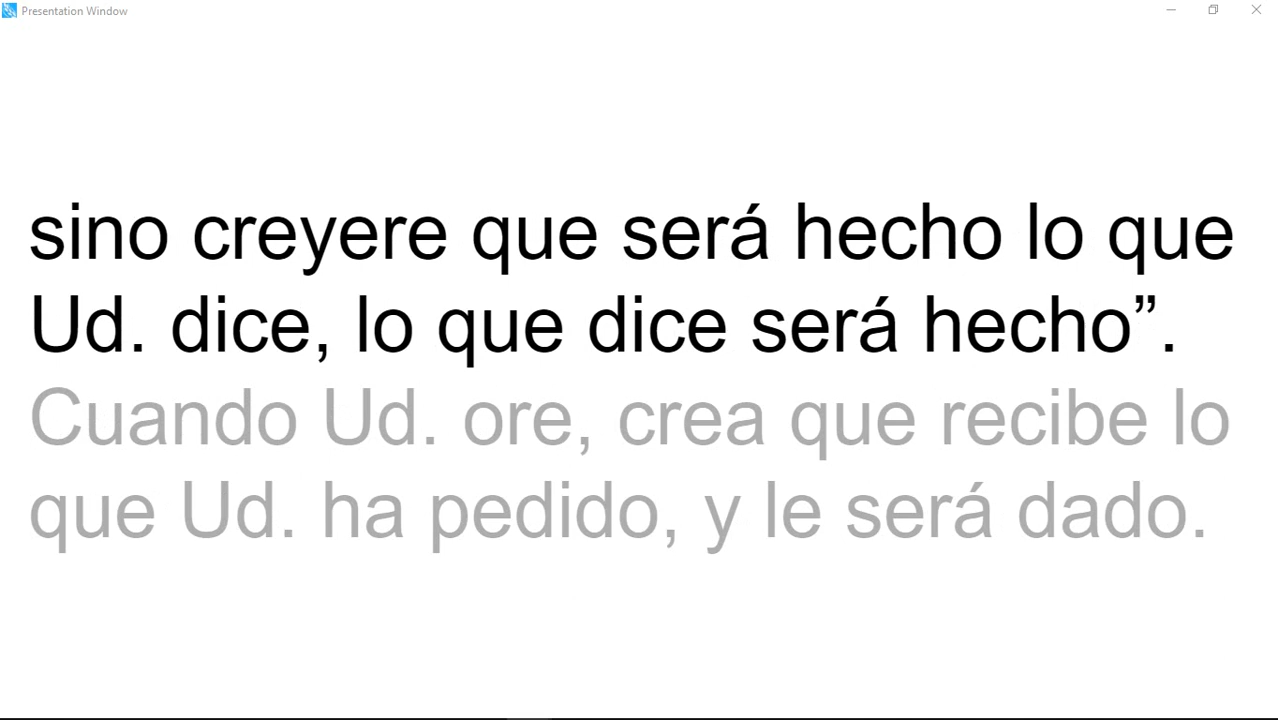 Presentation Window
sino creyere que será hecho lo que
Ud. dice, lo que dice será hecho”.
Cuando Ud. ore, crea que recibe lo
que Ud. ha pedido, y le será dado.